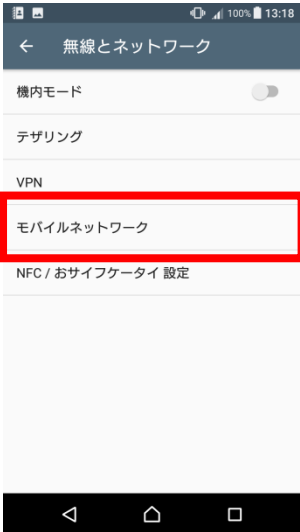 100% 13:18
無線とネットワーク
機内モード
テザリング
VPN
モバイルネットワーク
NFC / おサイフケータイ 設定